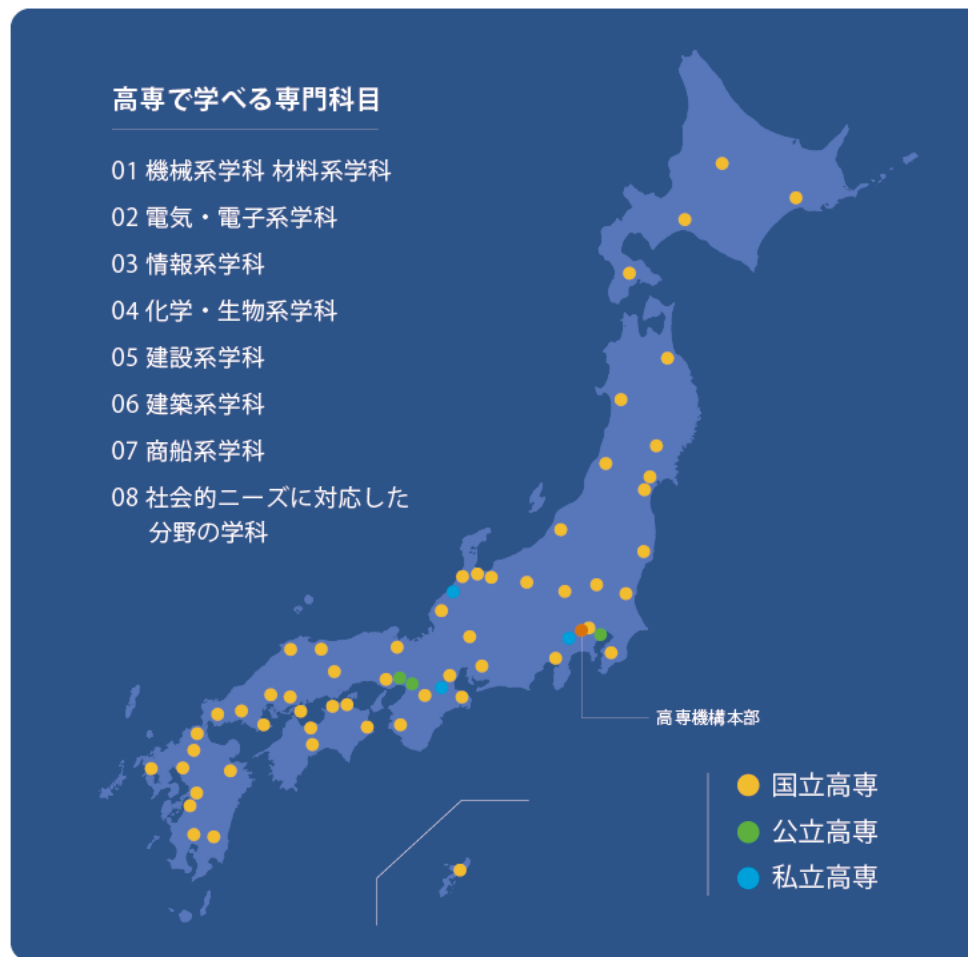 高専で学べる専門科目
01 機械系学科 材料系学科
02 電気・電子系学科
03 情報系学科
04 化学・生物系学科
05 建設系学科
06 建築系学科
07 商船系学科
08 社会的ニーズに対応した
分野の学科
高専機構本部
国立高専
公立高専
私立高専